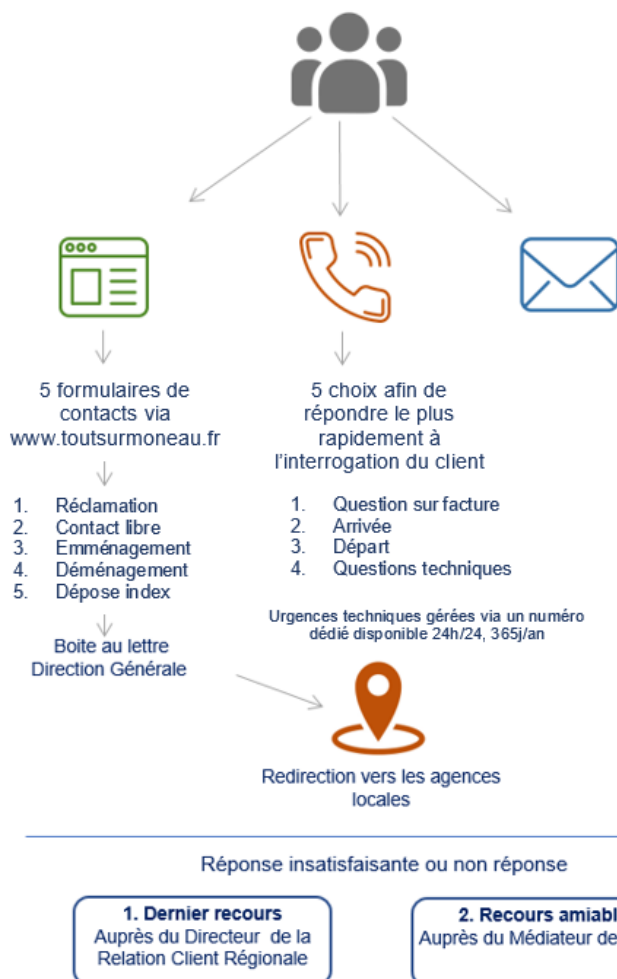 5 formulaires de
contacts via
www.toutsurmoneau.fr
1. Réclamation
2. Contact libre
3. Emménagement
4. Déménagement
5. Dépose index
Boite au lettre
Direction Générale
5 choix afin de
répondre le plus
rapidement à
l'interrogation du client
1. Question sur facture
2. Arrivée
3. Départ
4. Questions techniques
Urgences techniques gérées via un numéro
dédié disponible 24h/24, 365j/an
Redirection vers les agences
locales
Réponse insatisfaisante ou non réponse
1. Dernier recours
Auprès du Directeur de la
Relation Client Régionale
2. Recours amiabl
Auprès du Médiateur de